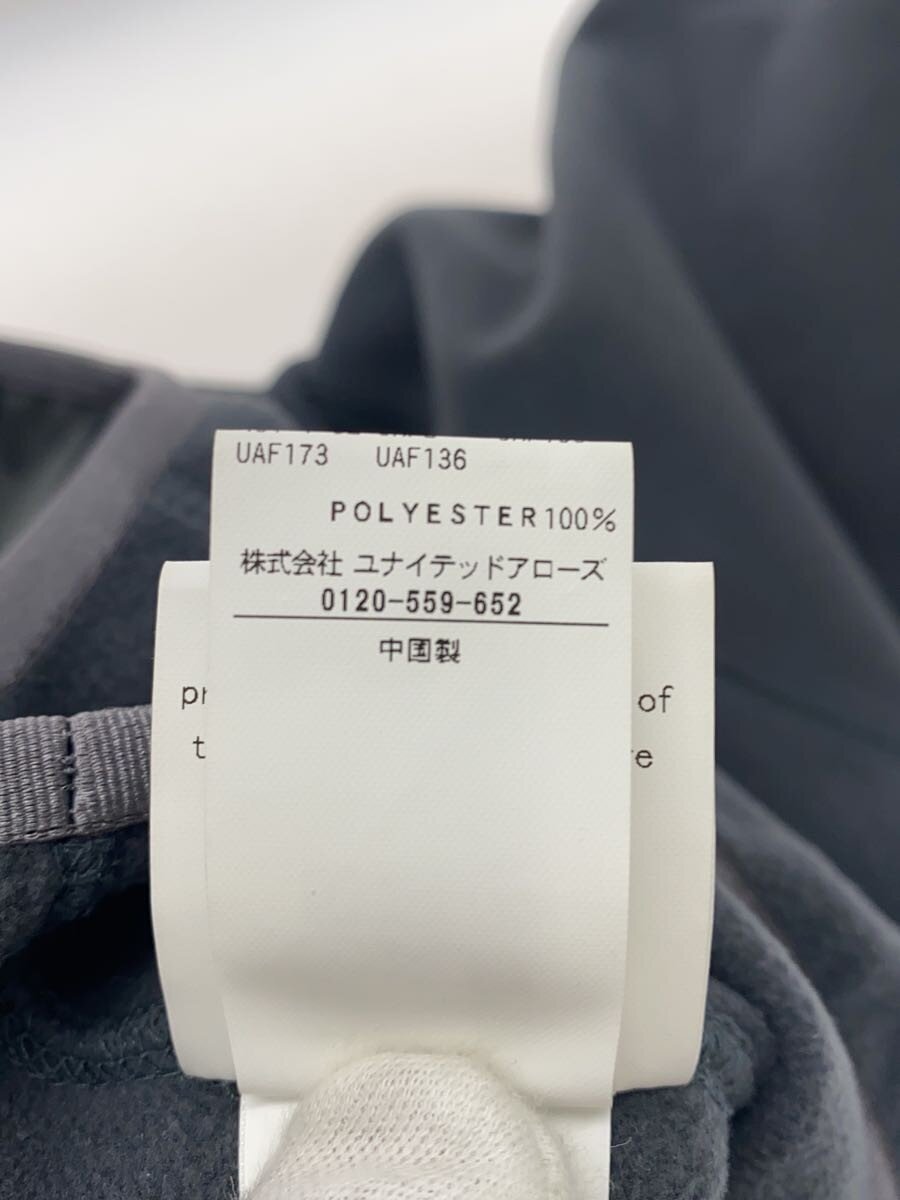 UAF173 UAF136
POLYESTER100%
株式会社 ユナイテッドアローズ
0120-559-652
中国製
of